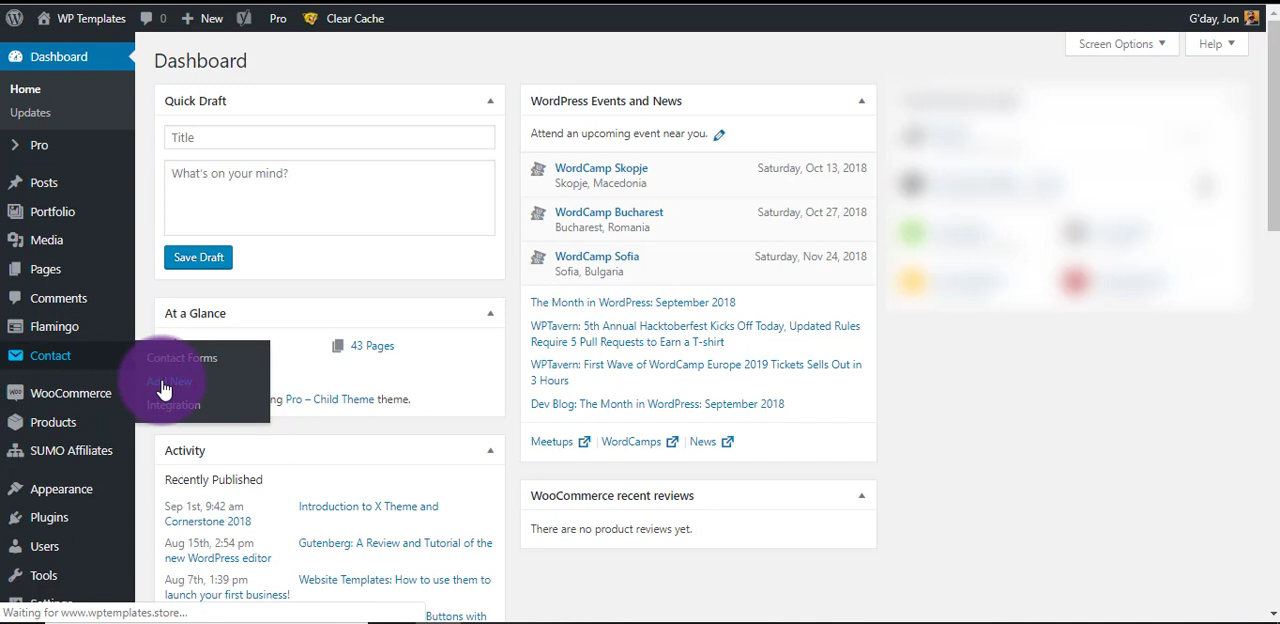 WP Templates
0
New
Pro
Clear Cache
G'day, Jon
Dashboard
Home
Updates
Pro
Posts
Portfolio
Media
Pages
Comments
Flamingo
Contact
WooCommerce
Products
SUMO Affiliates
Appearance
Plugins
Users
Tools
Contact Forms
Add New
Integration
Screen Options
Help
Dashboard
Quick Draft
Title
What's on your mind?
Save Draft
At a Glance
43 Pages
Pro – Child Theme theme.
Activity
Recently Published
Sep 1st, 9:42 am
Introduction to X Theme and
Cornerstone 2018
Aug 15th, 2:54 pm
Gutenberg: A Review and Tutorial of the
new WordPress editor
Aug 7th, 1:39 pm
Website Templates: How to use them to
launch your first business!
Buttons with
WordPress Events and News
Attend an upcoming event near you.
WordCamp Skopje
Saturday, Oct 13, 2018
Skopje, Macedonia
WordCamp Bucharest
Saturday, Oct 27, 2018
Bucharest, Romania
WordCamp Sofia
Saturday, Nov 24, 2018
Sofia, Bulgaria
The Month in WordPress: September 2018
WPTavern: 5th Annual Hacktoberfest Kicks Off Today, Updated Rules
Require 5 Pull Requests to Earn a T-shirt
WPTavern: First Wave of WordCamp Europe 2019 Tickets Sells Out in
3 Hours
Dev Blog: The Month in WordPress: September 2018
Meetups | WordCamps | News
WooCommerce recent reviews
There are no product reviews yet.
Waiting for www.wptemplates.store...